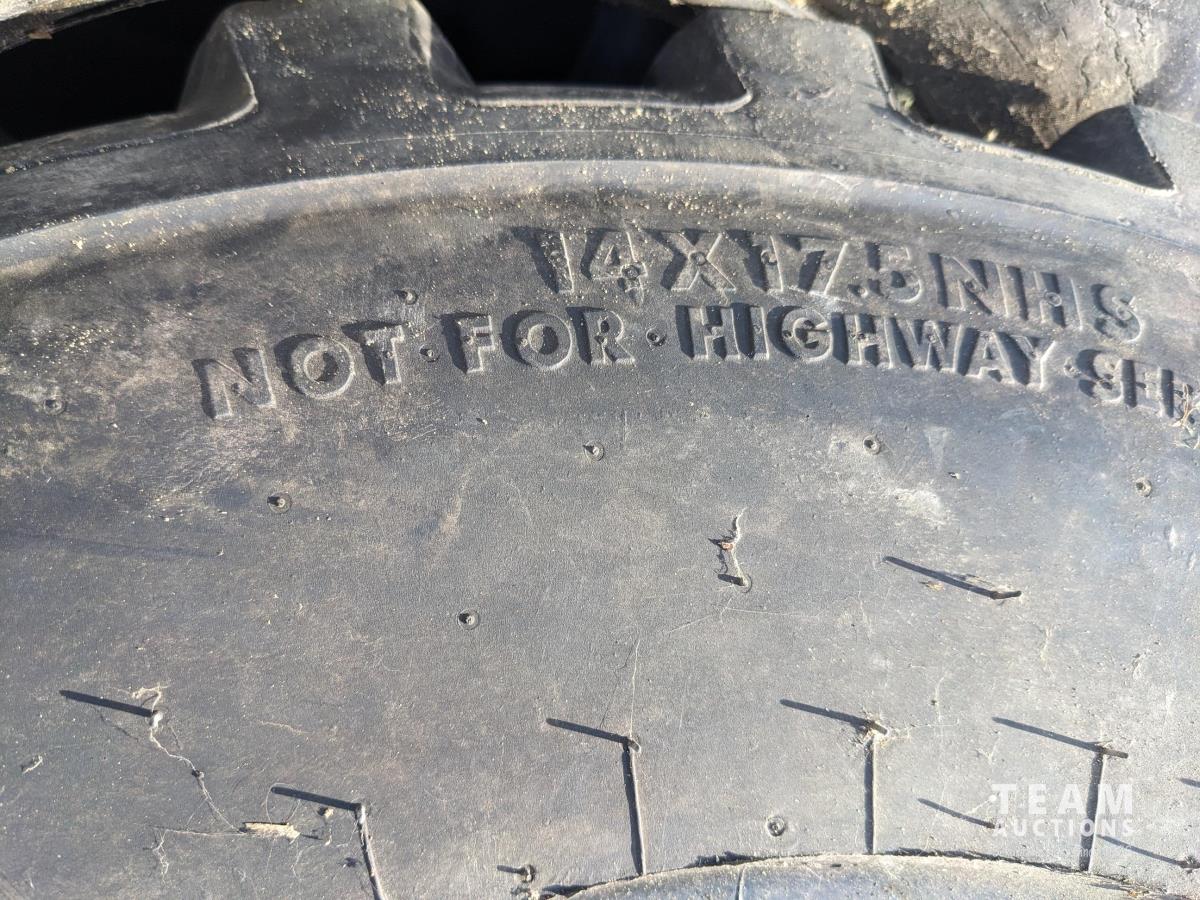 14X17.5NHS
NOT FOR HIGHWAY
TEAM
AUCTIONS